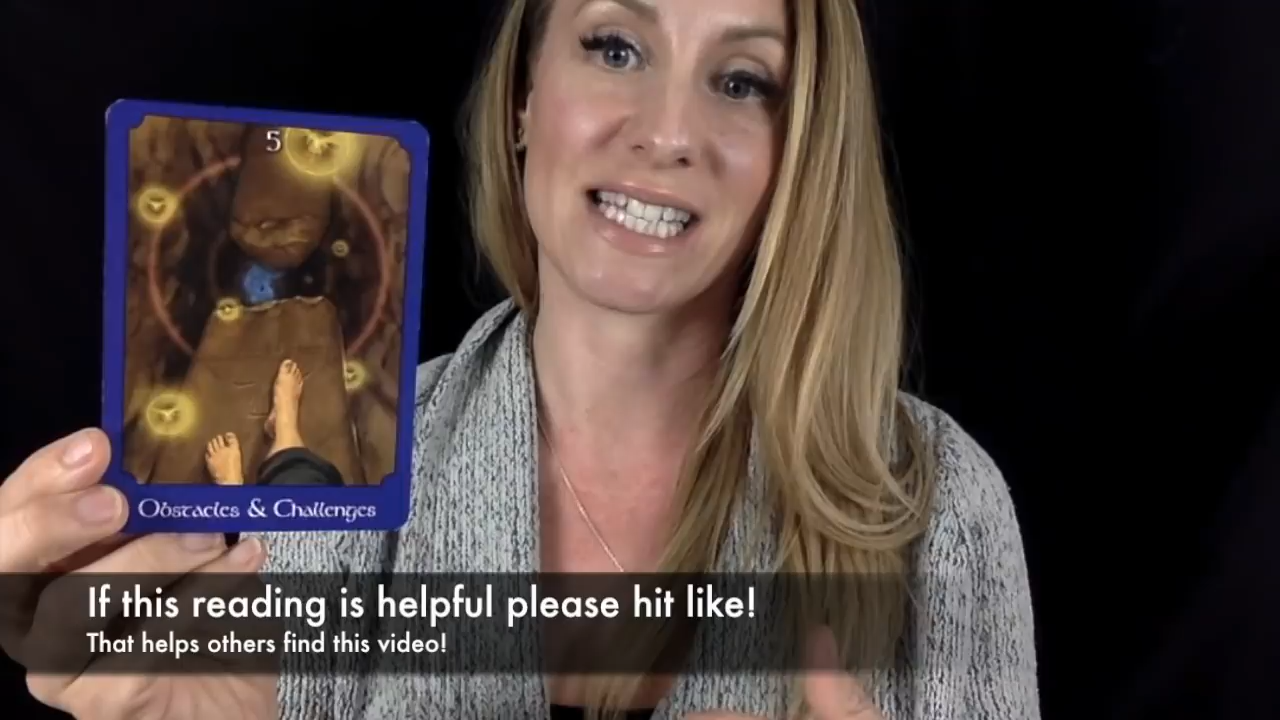 5
Obstacles & Challenges
If this reading is helpful please hit like!
That helps others find this video!